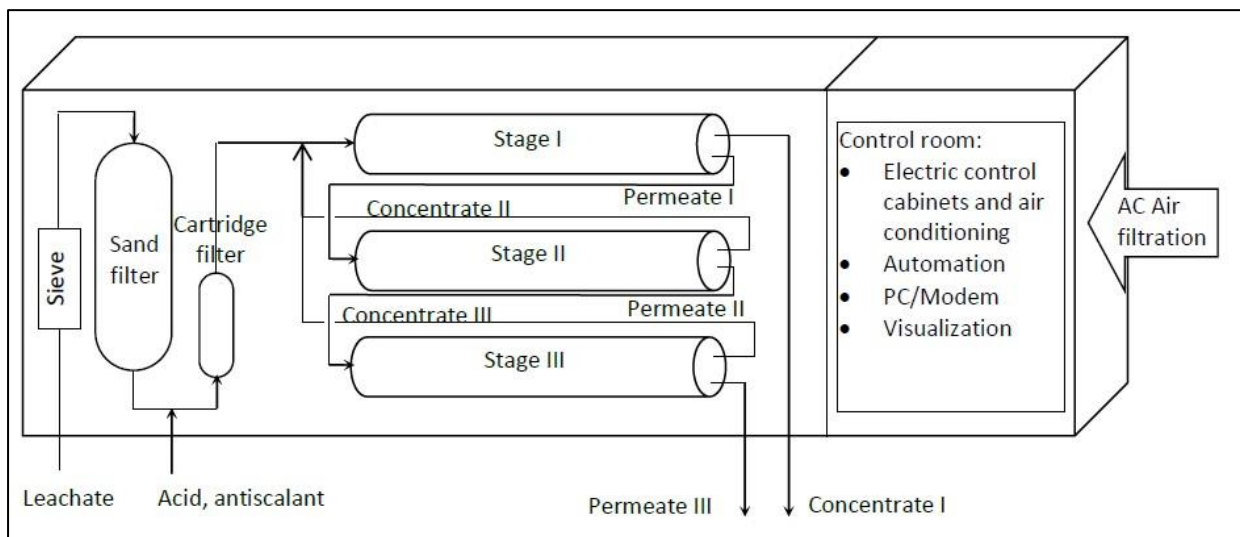 Stage I
Permeate I
Concentrate II
Cartridge
filter
Sand
filter
Sieve
Stage II
Permeate II
Concentrate III
Stage III
Control room:
• Electric control
cabinets and air
conditioning
• Automation
• PC/Modem
• Visualization
AC Air
filtration
Leachate
Acid, antiscalant
Permeate III
Concentrate I